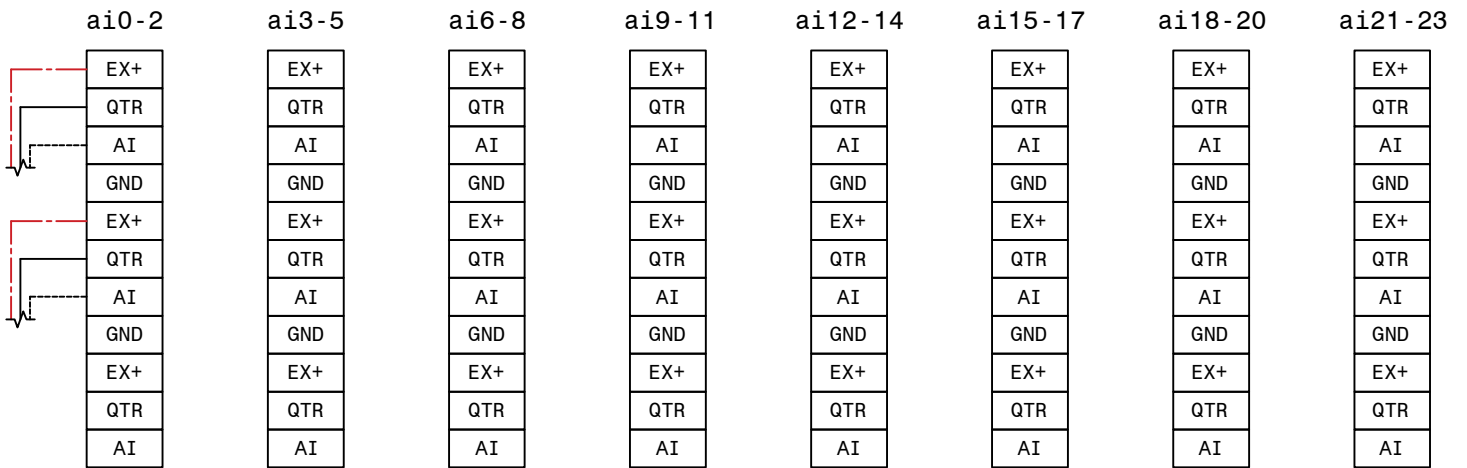 ai0-2 ai3-5 ai6-8 ai9-11 ai12-14 ai15-17 ai18-20 ai21-23
EX+ EX+ EX+ EX+ EX+ EX+ EX+ EX+
QTR QTR QTR QTR QTR QTR QTR QTR
AI AI AI AI AI AI AI AI
GND GND GND GND GND GND GND GND
EX+ EX+ EX+ EX+ EX+ EX+ EX+ EX+
QTR QTR QTR QTR QTR QTR QTR QTR
AI AI AI AI AI AI AI AI
GND GND GND GND GND GND GND GND
EX+ EX+ EX+ EX+ EX+ EX+ EX+ EX+
QTR QTR QTR QTR QTR QTR QTR QTR
AI AI AI AI AI AI AI AI